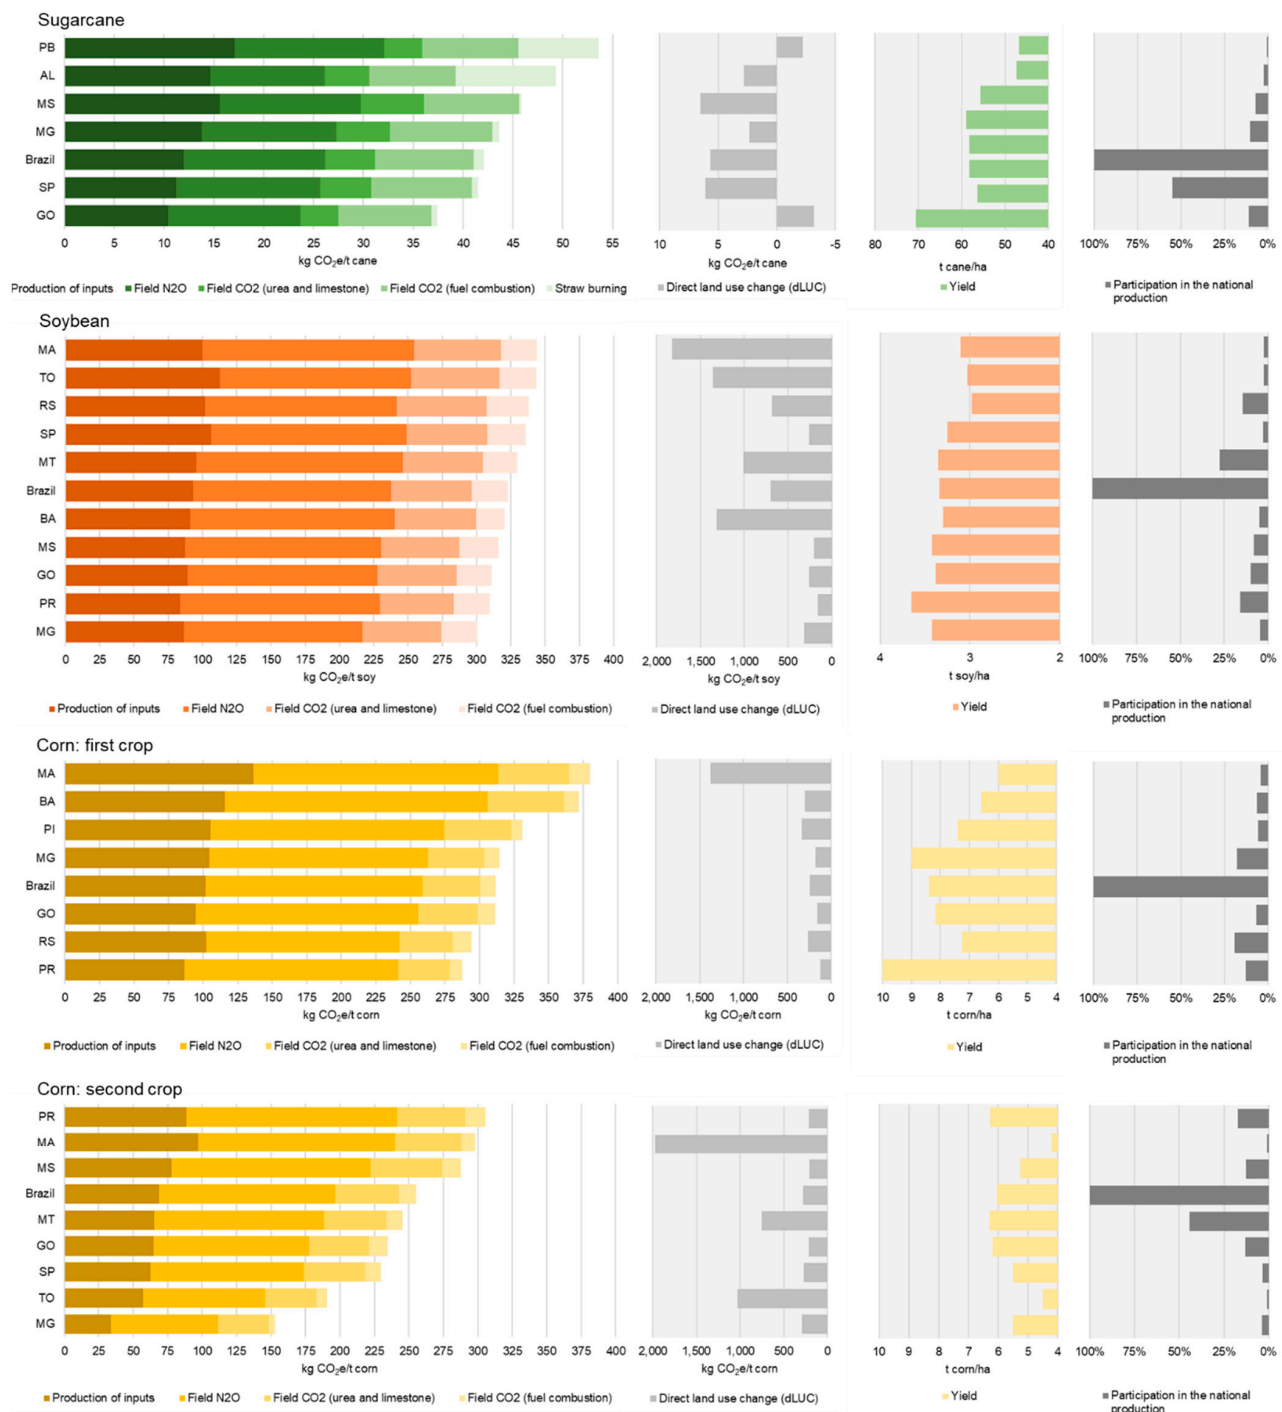 Sugarcane
PB
AL
MS
MG
Brazil
SP
GO
0 5 10 15 20 25 30 35 40 45 50 55
kg CO2e/t cane
10 5 0 -5
kg CO2e/t cane
80 70 60 50 40
t cane/ha
100% 75% 50% 25% 0%
Production of inputs Field N2O Field CO2 (urea and limestone) Field CO2 (fuel combustion) Straw burning
Direct land use change (dLUC)
Yield
Participation in the national
production
Soybean
MA
TO
RS
SP
MT
Brazil
BA
MS
GO
PR
MG
0 25 50 75 100 125 150 175 200 225 250 275 300 325 350 375 400
kg CO2e/t soy
2,000 1,500 1,000 500 0
kg CO2e/t soy
4 3 2
t soy/ha
100% 75% 50% 25% 0%
Production of inputs Field N2O Field CO2 (urea and limestone) Field CO2 (fuel combustion)
Direct land use change (dLUC)
Yield
Participation in the national
production
Corn: first crop
MA
BA
PI
MG
Brazil
GO
RS
PR
0 25 50 75 100 125 150 175 200 225 250 275 300 325 350 375 400
kg CO2e/t corn
2,000 1,500 1,000 500 0
kg CO2e/t corn
10 9 8 7 6 5 4
t corn/ha
100% 75% 50% 25% 0%
Production of inputs Field N2O Field CO2 (urea and limestone) Field CO2 (fuel combustion)
Direct land use change (dLUC)
Yield
Participation in the national
production
Corn: second crop
PR
MA
MS
Brazil
MT
GO
SP
TO
MG
0 25 50 75 100 125 150 175 200 225 250 275 300 325 350 375 400
kg CO2e/t corn
2,000 1,500 1,000 500 0
kg CO2e/t corn
10 9 8 7 6 5 4
t corn/ha
100% 75% 50% 25% 0%
Production of inputs Field N2O Field CO2 (urea and limestone) Field CO2 (fuel combustion)
Direct land use change (dLUC)
Yield
Participation in the national
production